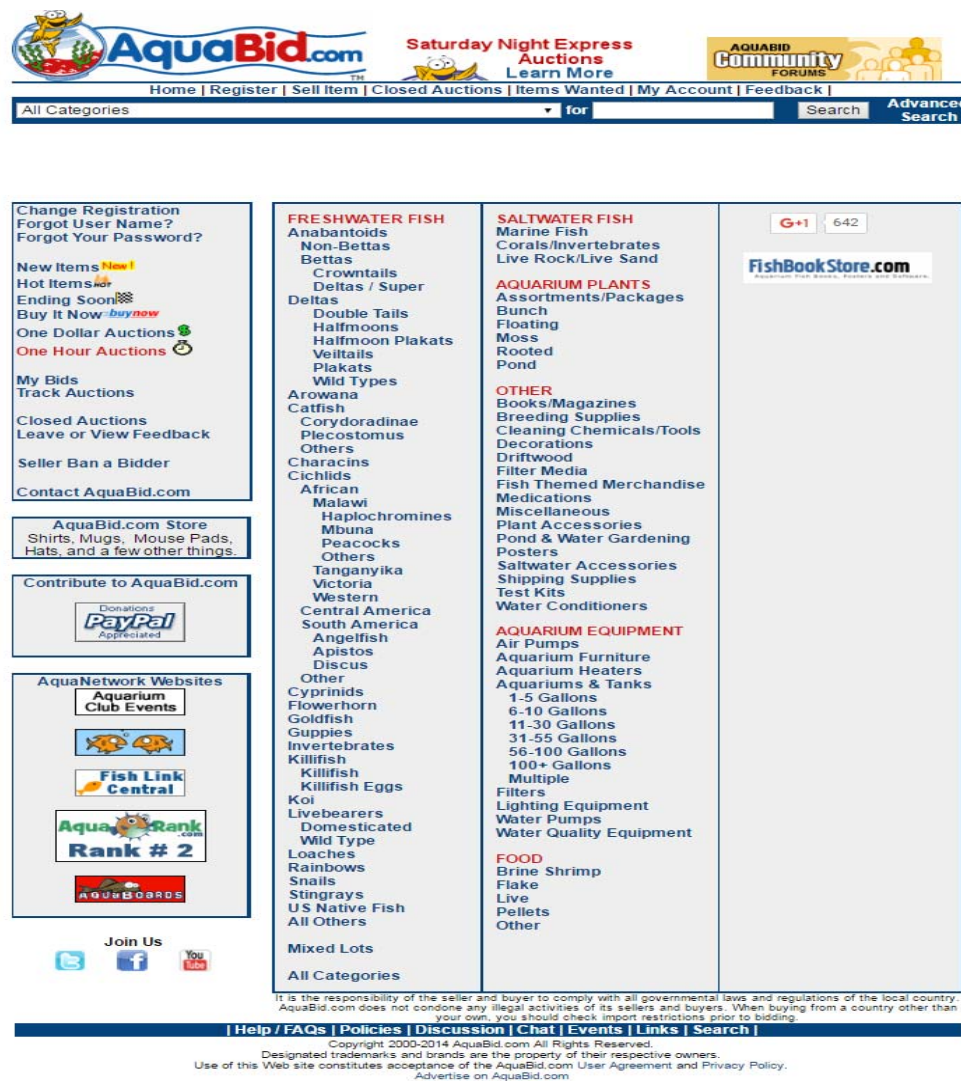 AquaBid.com
TM
Saturday Night Express
Auctions
Learn More
AQUABID
Community
FORUMS
Home | Register | Sell Item | Closed Auctions | Items Wanted | My Account | Feedback |
All Categories for Search Advanced
Search
Change Registration
Forgot User Name?
Forgot Your Password?
New Items New!
Hot Items HOT
Ending Soon
Buy It Now buynow
One Dollar Auctions
One Hour Auctions
My Bids
Track Auctions
Closed Auctions
Leave or View Feedback
Seller Ban a Bidder
Contact AquaBid.com
AquaBid.com Store
Shirts, Mugs, Mouse Pads,
Hats, and a few other things.
Contribute to AquaBid.com
Donations
PayPal
Appreciated
AquaNetwork Websites
Aquarium
Club Events
Fish Link
Central
AquaRank
.com
Rank # 2
AQUABOARDS
Join Us
You
Tube
FRESHWATER FISH
Anabantoids
Non-Bettas
Bettas
Crowntails
Deltas / Super
Deltas
Double Tails
Halfmoons
Halfmoon Plakats
Veiltails
Plakats
Wild Types
Arowana
Catfish
Corydoradinae
Plecostomus
Others
Characins
Cichlids
African
Malawi
Haplochromines
Mbuna
Peacocks
Others
Tanganyika
Victoria
Western
Central America
South America
Angelfish
Apistos
Discus
Other
Cyprinids
Flowerhorn
Goldfish
Guppies
Invertebrates
Killifish
Killifish
Killifish Eggs
Koi
Livebearers
Domesticated
Wild Type
Loaches
Rainbows
Snails
Stingrays
US Native Fish
All Others
Mixed Lots
All Categories
SALTWATER FISH
Marine Fish
Corals/Invertebrates
Live Rock/Live Sand
AQUARIUM PLANTS
Assortments/Packages
Bunch
Floating
Moss
Rooted
Pond
OTHER
Books/Magazines
Breeding Supplies
Cleaning Chemicals/Tools
Decorations
Driftwood
Filter Media
Fish Themed Merchandise
Medications
Miscellaneous
Plant Accessories
Pond & Water Gardening
Posters
Saltwater Accessories
Shipping Supplies
Test Kits
Water Conditioners
AQUARIUM EQUIPMENT
Air Pumps
Aquarium Furniture
Aquarium Heaters
Aquariums & Tanks
1-5 Gallons
6-10 Gallons
11-30 Gallons
31-55 Gallons
56-100 Gallons
100+ Gallons
Multiple
Filters
Lighting Equipment
Water Pumps
Water Quality Equipment
FOOD
Brine Shrimp
Flake
Live
Pellets
Other
G+1 642
FishBookStore.com
Aquarium Fish Books, Posters and Software.
It is the responsibility of the seller and buyer to comply with all governmental laws and regulations of the local country.
AquaBid.com does not condone any illegal activities of its sellers and buyers. When buying from a country other than
your own, you should check import restrictions prior to bidding.
| Help / FAQs | Policies | Discussion | Chat | Events | Links | Search |
Copyright 2000-2014 AquaBid.com All Rights Reserved.
Designated trademarks and brands are the property of their respective owners.
Use of this Web site constitutes acceptance of the AquaBid.com User Agreement and Privacy Policy.
Advertise on AquaBid.com